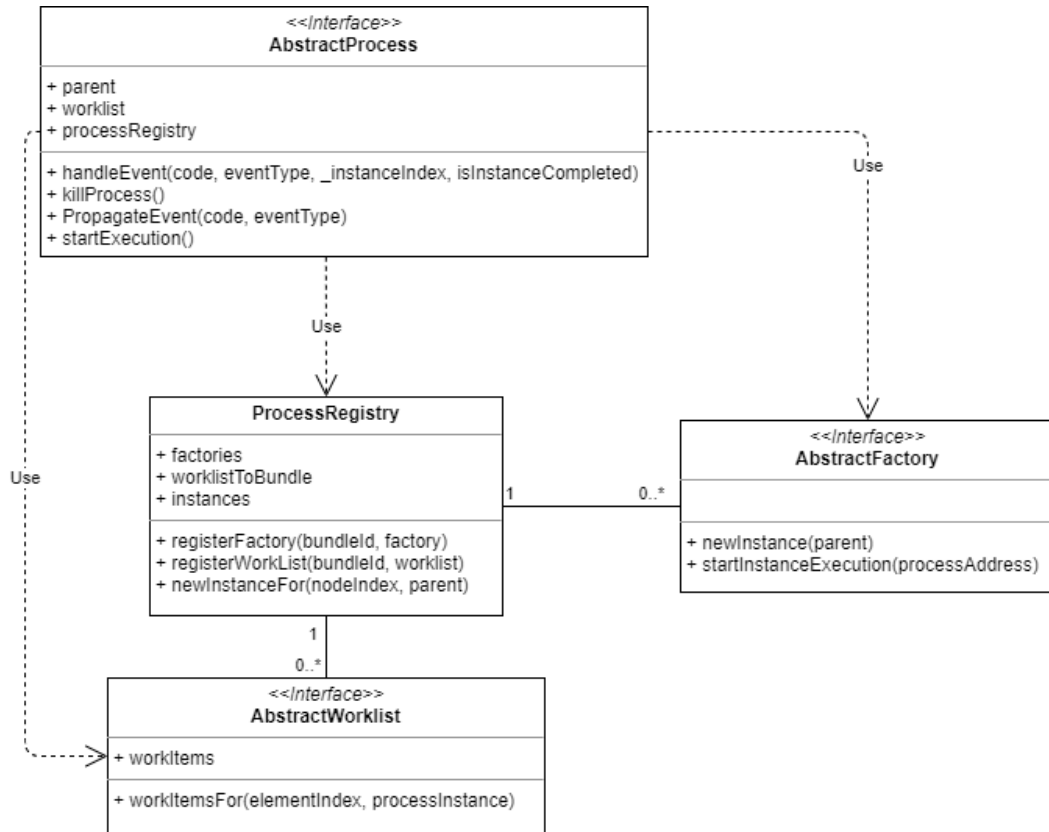 <<Interface>>
AbstractProcess
+ parent
+ worklist
+ processRegistry
+ handleEvent(code, eventType, _instanceIndex, isInstanceCompleted)
+ killProcess()
+ PropagateEvent(code, eventType)
+ startExecution()
Use
Use
Use
ProcessRegistry
+ factories
+ worklistToBundle
+ instances
+ registerFactory(bundleId, factory)
+ registerWorkList(bundleId, worklist)
+ newInstanceFor(nodeIndex, parent)
1
0..*
<<Interface>>
AbstractFactory
+ newInstance(parent)
+ startInstanceExecution(processAddress)
1
0..*
<<Interface>>
AbstractWorklist
+ workItems
+ workItemsFor(elementIndex, processInstance)